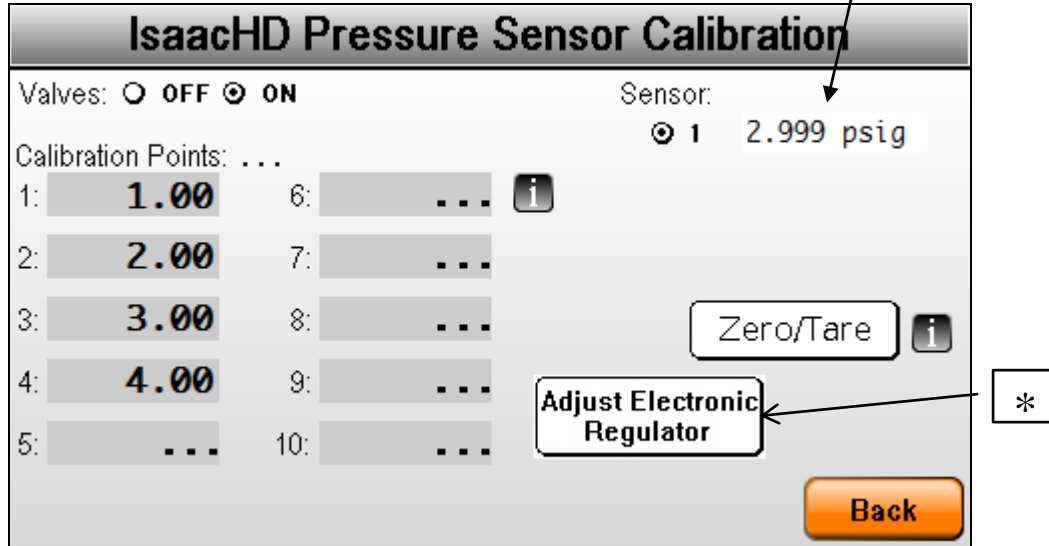 IsaacHD Pressure Sensor Calibration
Valves: OFF ON
Sensor:
1 2.999 psig
Calibration Points: ...
1: 1.00 6: ... i
2: 2.00 7: ...
3: 3.00 8: ...
Zero/Tare i
4: 4.00 9: ...
Adjust Electronic
Regulator
*
5: ... 10: ...
Back